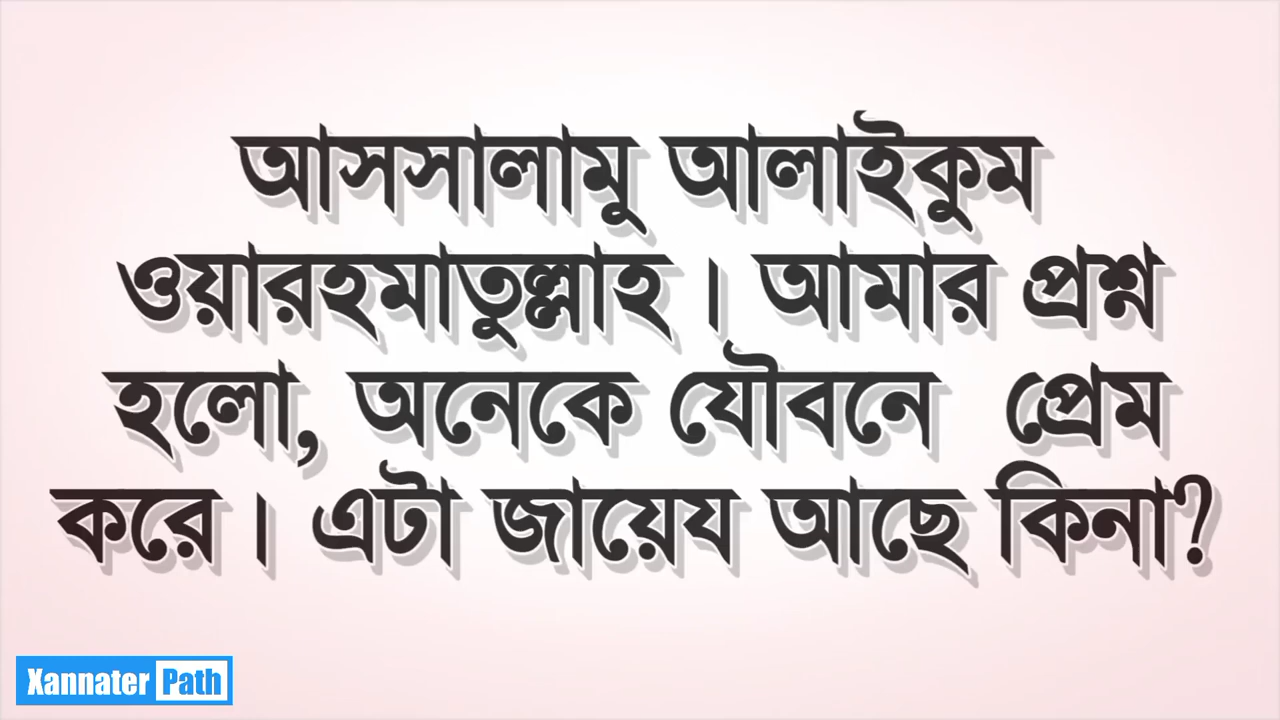 আসসালামু আলাইকুম
ওয়ারহমাতুল্লাহ। আমার প্রশ্ন
হলো, অনেকে যৌবনে প্রেম
করে। এটা জায়েয আছে কিনা?
Xannater Path